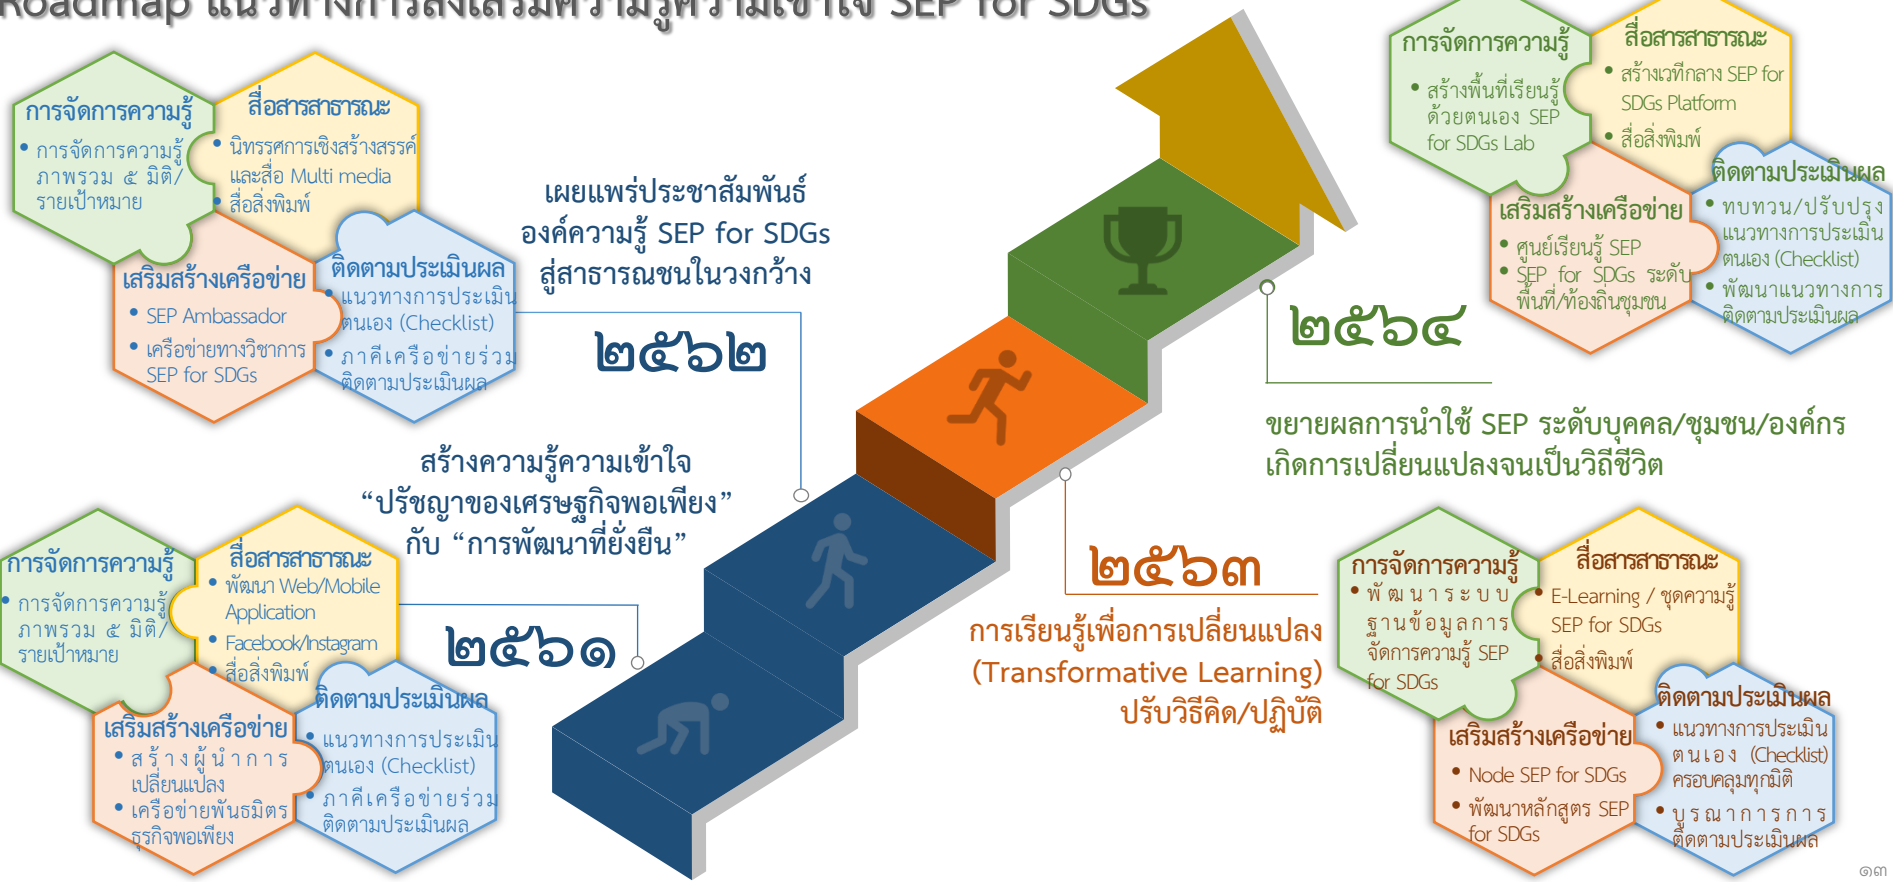 Roadmap แนวทางการส่งเสริมความรู้ความเข้าใจ SEP for SDGs
การจัดการความรู้
• การจัดการความรู้
ภาพรวม ๕ มิติ/
รายเป้าหมาย
สื่อสารสาธารณะ
• นิทรรศการเชิงสร้างสรรค์
และสื่อ Multi media
• สื่อสิ่งพิมพ์
เสริมสร้างเครือข่าย
• SEP Ambassador
• เครือข่ายทางวิชาการ
SEP for SDGs
ติดตามประเมินผล
• แนวทางการประเมิน
ตนเอง (Checklist)
• ภาคีเครือข่ายร่วม
ติดตามประเมินผล
เผยแพร่ประชาสัมพันธ์
องค์ความรู้ SEP for SDGs
สู่สาธารณชนในวงกว้าง
๒๕๖๒
การจัดการความรู้
• สร้างพื้นที่เรียนรู้
ด้วยตนเอง SEP
for SDGs Lab
สื่อสารสาธารณะ
• สร้างเวทีกลาง SEP for
SDGs Platform
• สื่อสิ่งพิมพ์
เสริมสร้างเครือข่าย
• ศูนย์เรียนรู้ SEP
• SEP for SDGs ระดับ
พื้นที่/ท้องถิ่นชุมชน
ติดตามประเมินผล
• ทบทวน/ปรับปรุง
แนวทางการประเมิน
ตนเอง (Checklist)
• พัฒนาแนวทางการ
ติดตามประเมินผล
๒๕๖๔
ขยายผลการนำใช้ SEP ระดับบุคคล/ชุมชน/องค์กร
เกิดการเปลี่ยนแปลงจนเป็นวิถีชีวิต
สร้างความรู้ความเข้าใจ
“ปรัชญาของเศรษฐกิจพอเพียง”
กับ “การพัฒนาที่ยั่งยืน”
๒๕๖๑
การจัดการความรู้
• การจัดการความรู้
ภาพรวม ๕ มิติ/
รายเป้าหมาย
สื่อสารสาธารณะ
• พัฒนา Web/Mobile
Application
• Facebook/Instagram
• สื่อสิ่งพิมพ์
เสริมสร้างเครือข่าย
• สร้างผู้นำการ
เปลี่ยนแปลง
• เครือข่ายพันธมิตร
ธุรกิจพอเพียง
ติดตามประเมินผล
• แนวทางการประเมิน
ตนเอง (Checklist)
• ภาคีเครือข่ายร่วม
ติดตามประเมินผล
๒๕๖๓
การเรียนรู้เพื่อการเปลี่ยนแปลง
(Transformative Learning)
ปรับวิธีคิด/ปฏิบัติ
การจัดการความรู้
• พัฒนาระบบ
ฐานข้อมูลการ
จัดการความรู้ SEP
for SDGs
สื่อสารสาธารณะ
• E-Learning / ชุดความรู้
SEP for SDGs
• สื่อสิ่งพิมพ์
เสริมสร้างเครือข่าย
• Node SEP for SDGs
• พัฒนาหลักสูตร SEP
for SDGs
ติดตามประเมินผล
• แนวทางการประเมิน
ตนเอง (Checklist)
ครอบคลุมทุกมิติ
• บูรณาการการ
ติดตามประเมินผล
๑๓